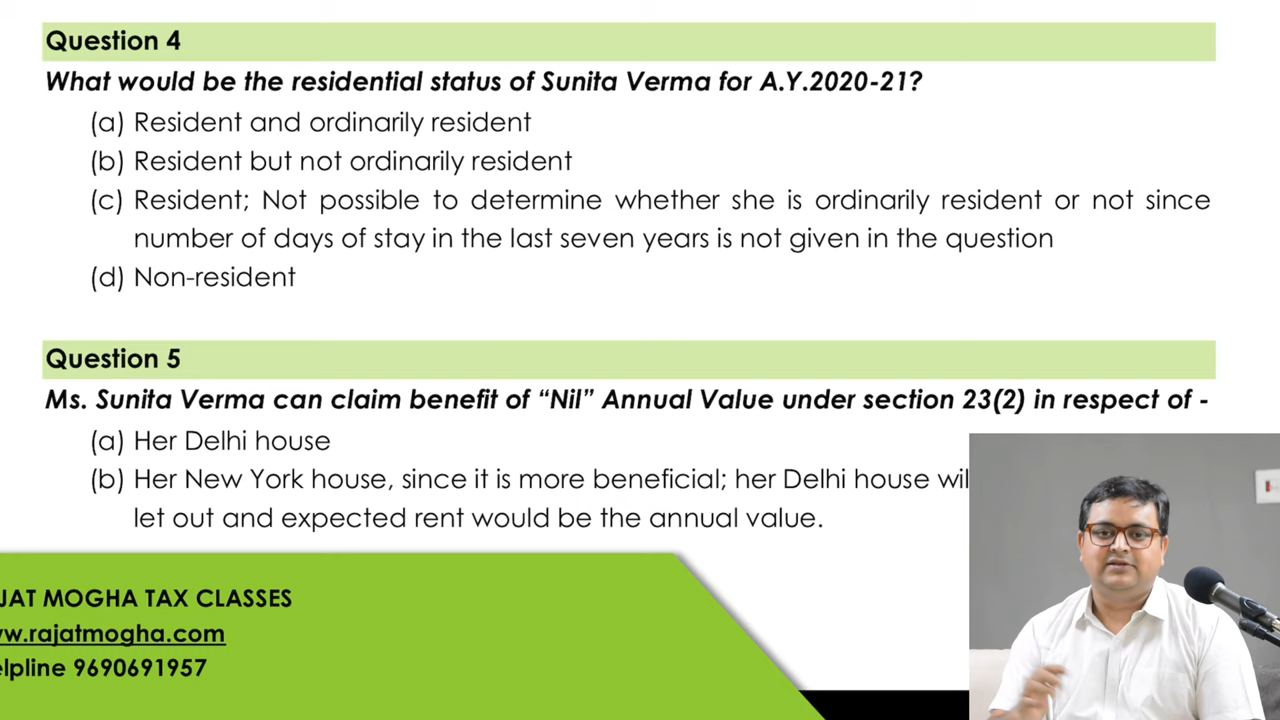 Question 4
What would be the residential status of Sunita Verma for A.Y.2020-21?
(a) Resident and ordinarily resident
(b) Resident but not ordinarily resident
(c) Resident; Not possible to determine whether she is ordinarily resident or not since
number of days of stay in the last seven years is not given in the question
(d) Non-resident
Question 5
Ms. Sunita Verma can claim benefit of “Nil” Annual Value under section 23(2) in respect of -
(a) Her Delhi house
(b) Her New York house, since it is more beneficial; her Delhi house
let out and expected rent would be the annual value.
MOGHA TAX CLASSES
rajatmogha.com
9690691957